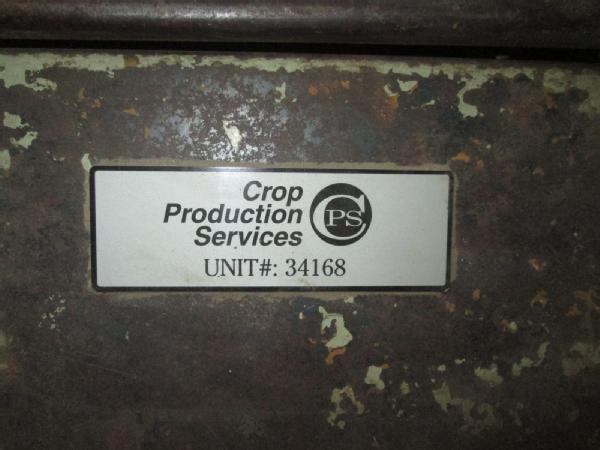 Crop
Production
Services
CPS
UNIT#: 34168